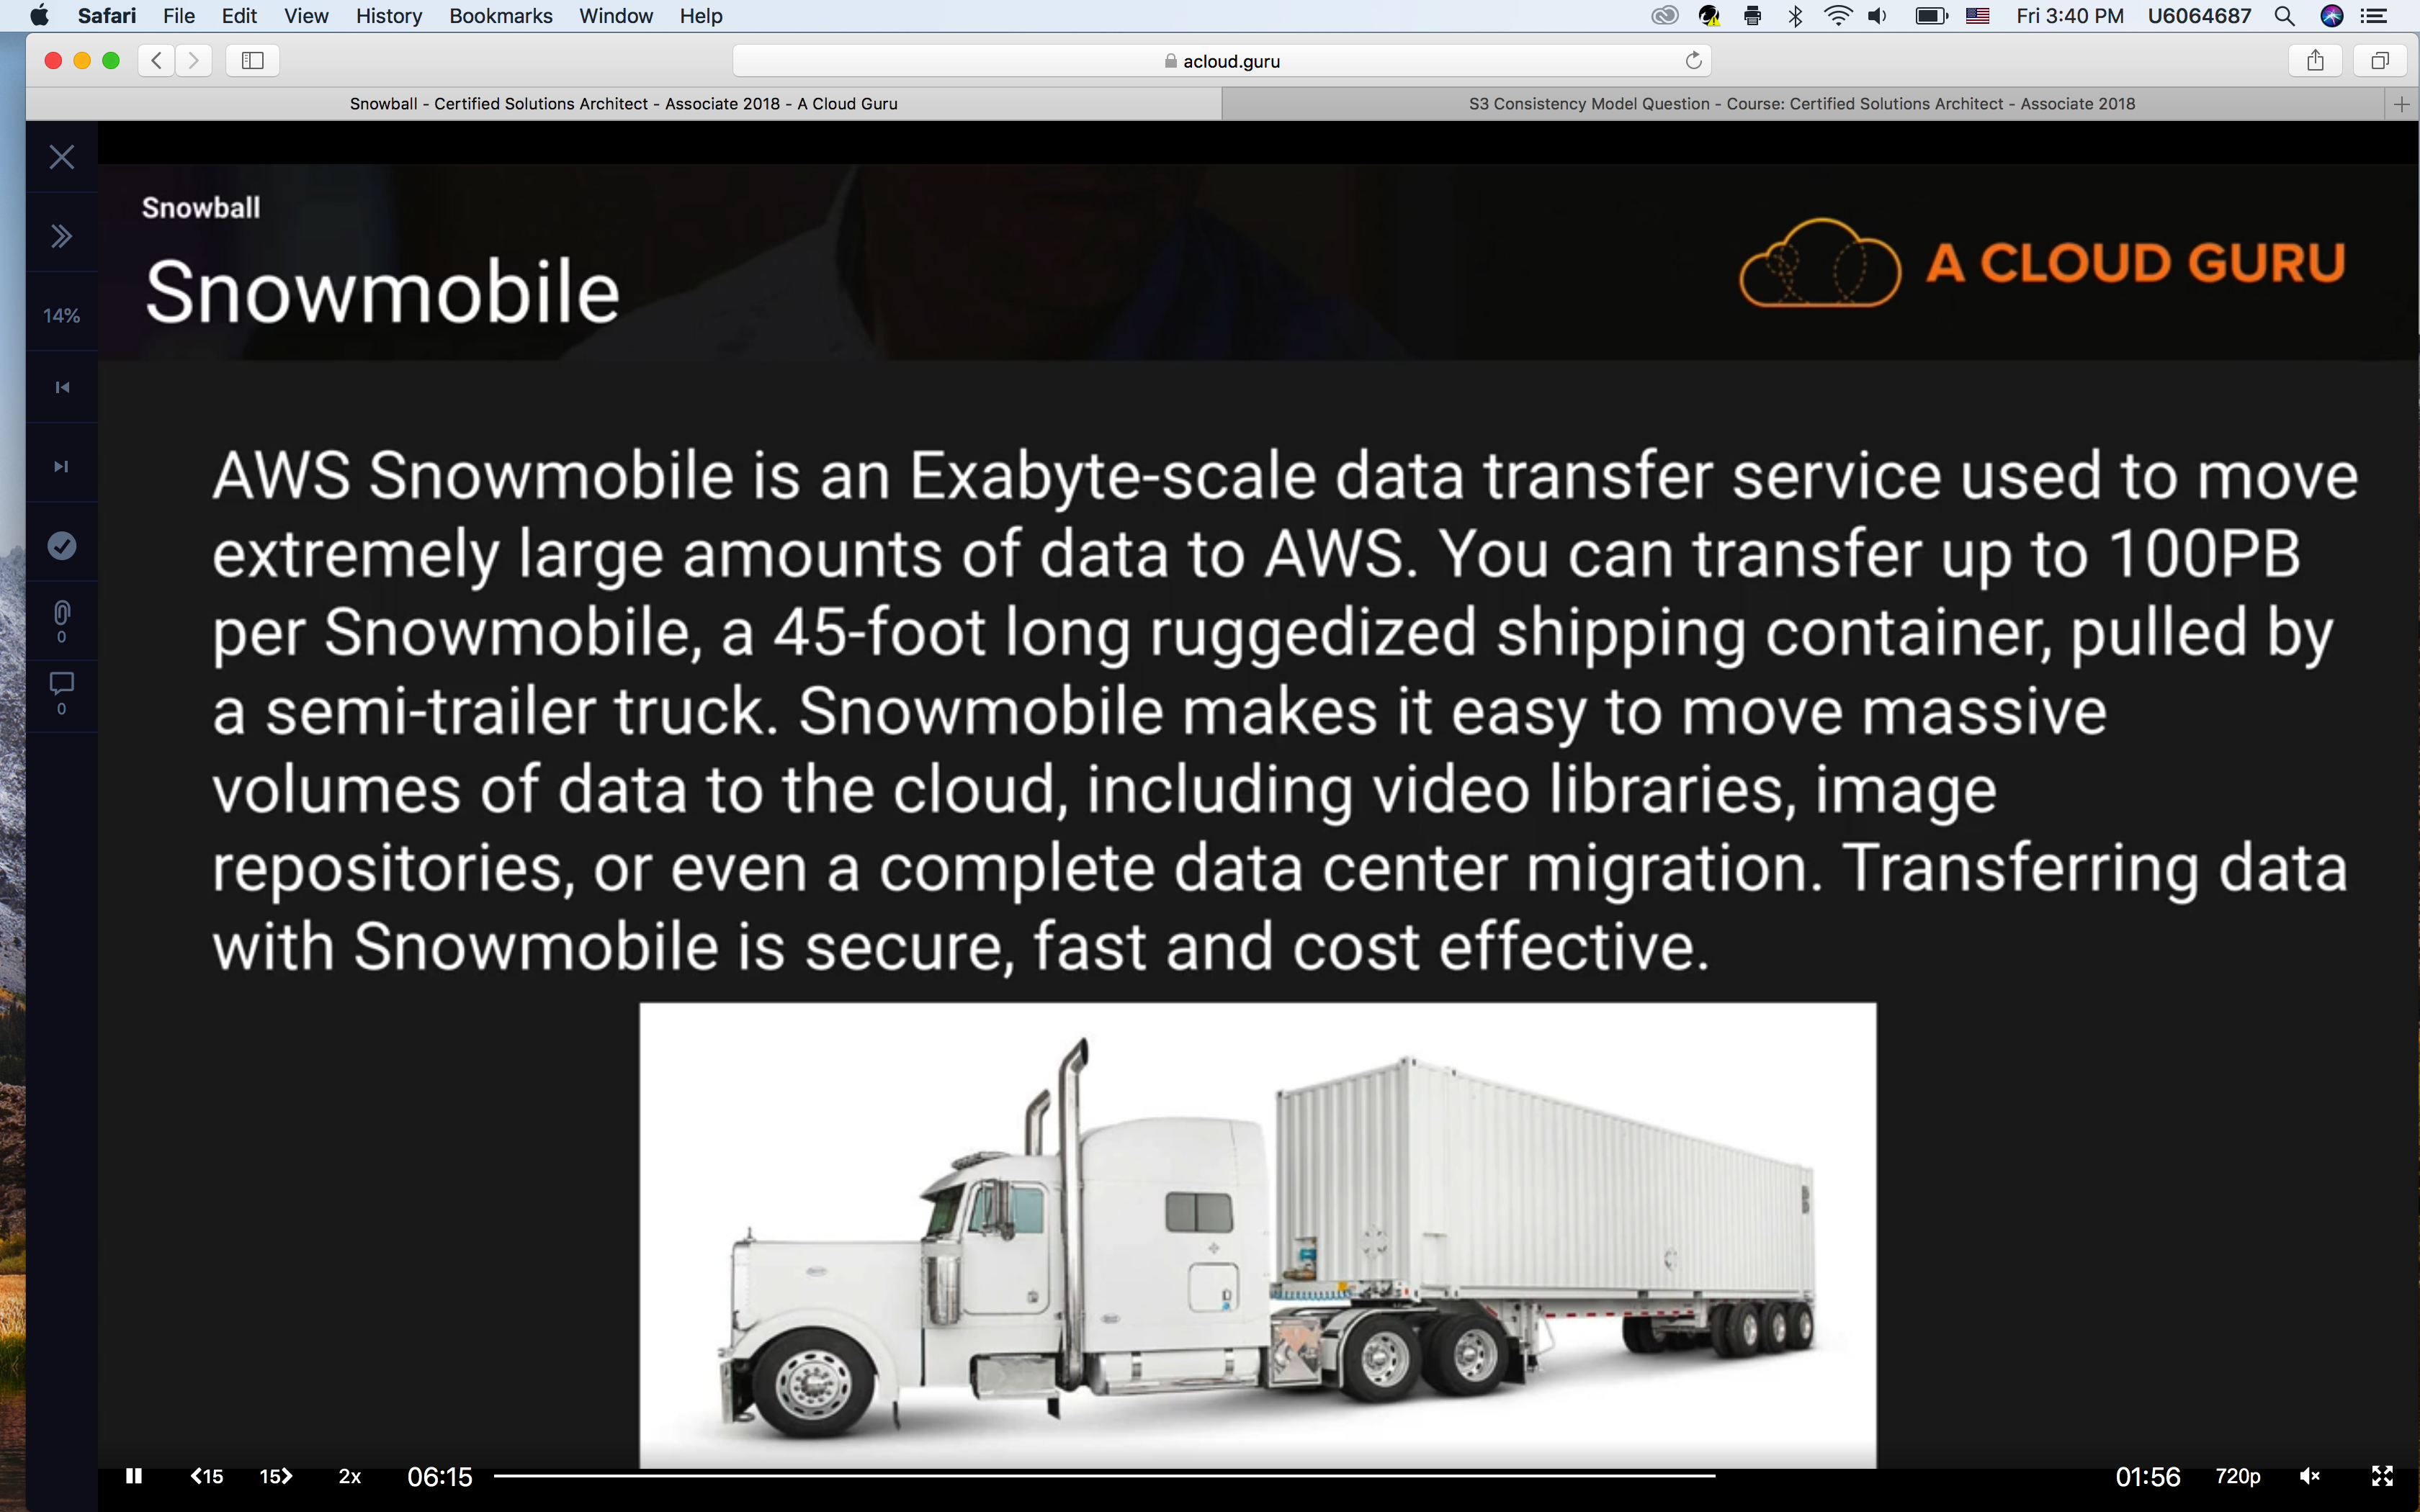 Safari File Edit View History Bookmarks Window Help Fri 3:40 PM U6064687
acloud.guru
Snowball - Certified Solutions Architect - Associate 2018 - A Cloud Guru S3 Consistency Model Question - Course: Certified Solutions Architect - Associate 2018
Snowball
Snowmobile
A CLOUD GURU
14%
0
0
AWS Snowmobile is an Exabyte-scale data transfer service used to move
extremely large amounts of data to AWS. You can transfer up to 100PB
per Snowmobile, a 45-foot long ruggedized shipping container, pulled by
a semi-trailer truck. Snowmobile makes it easy to move massive
volumes of data to the cloud, including video libraries, image
repositories, or even a complete data center migration. Transferring data
with Snowmobile is secure, fast and cost effective.
15 15 2x 06:15 01:56 720p